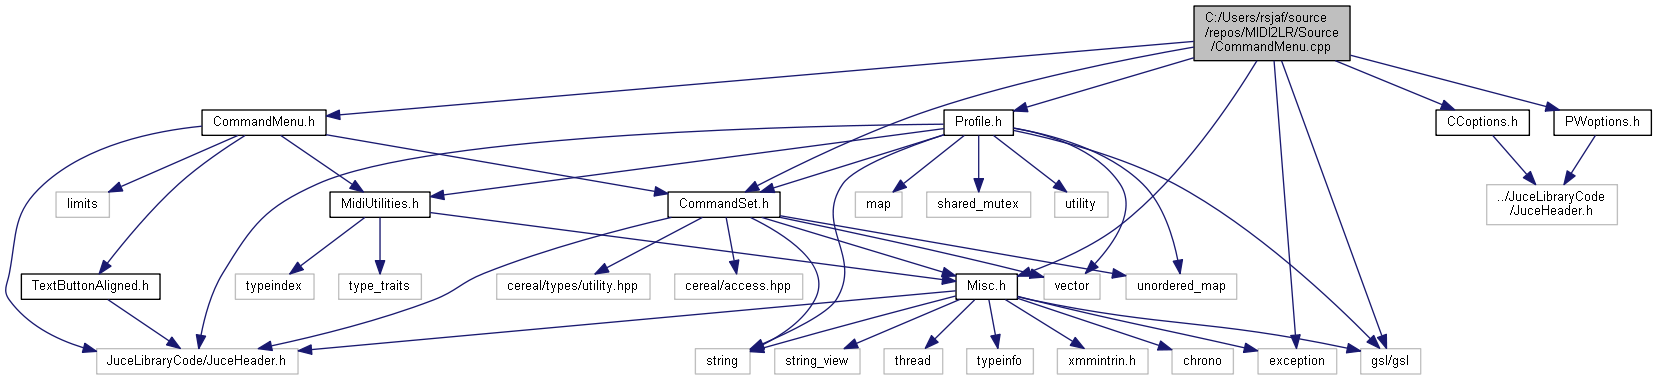 C:/Users/rsjaf/source
/repos/MIDI2LR/Source
/CommandMenu.cpp
CommandMenu.h
Profile.h
CCoptions.h
PWoptions.h
limits
MidiUtilities.h
CommandSet.h
map
shared_mutex
utility
../JuceLibraryCode
/JuceHeader.h
TextButtonAligned.h
typeindex
type_traits
cereal/types/utility.hpp
cereal/access.hpp
Misc.h
vector
unordered_map
JuceLibraryCode/JuceHeader.h
string
string_view
thread
typeinfo
xmmintrin.h
chrono
exception
gsl/gsl